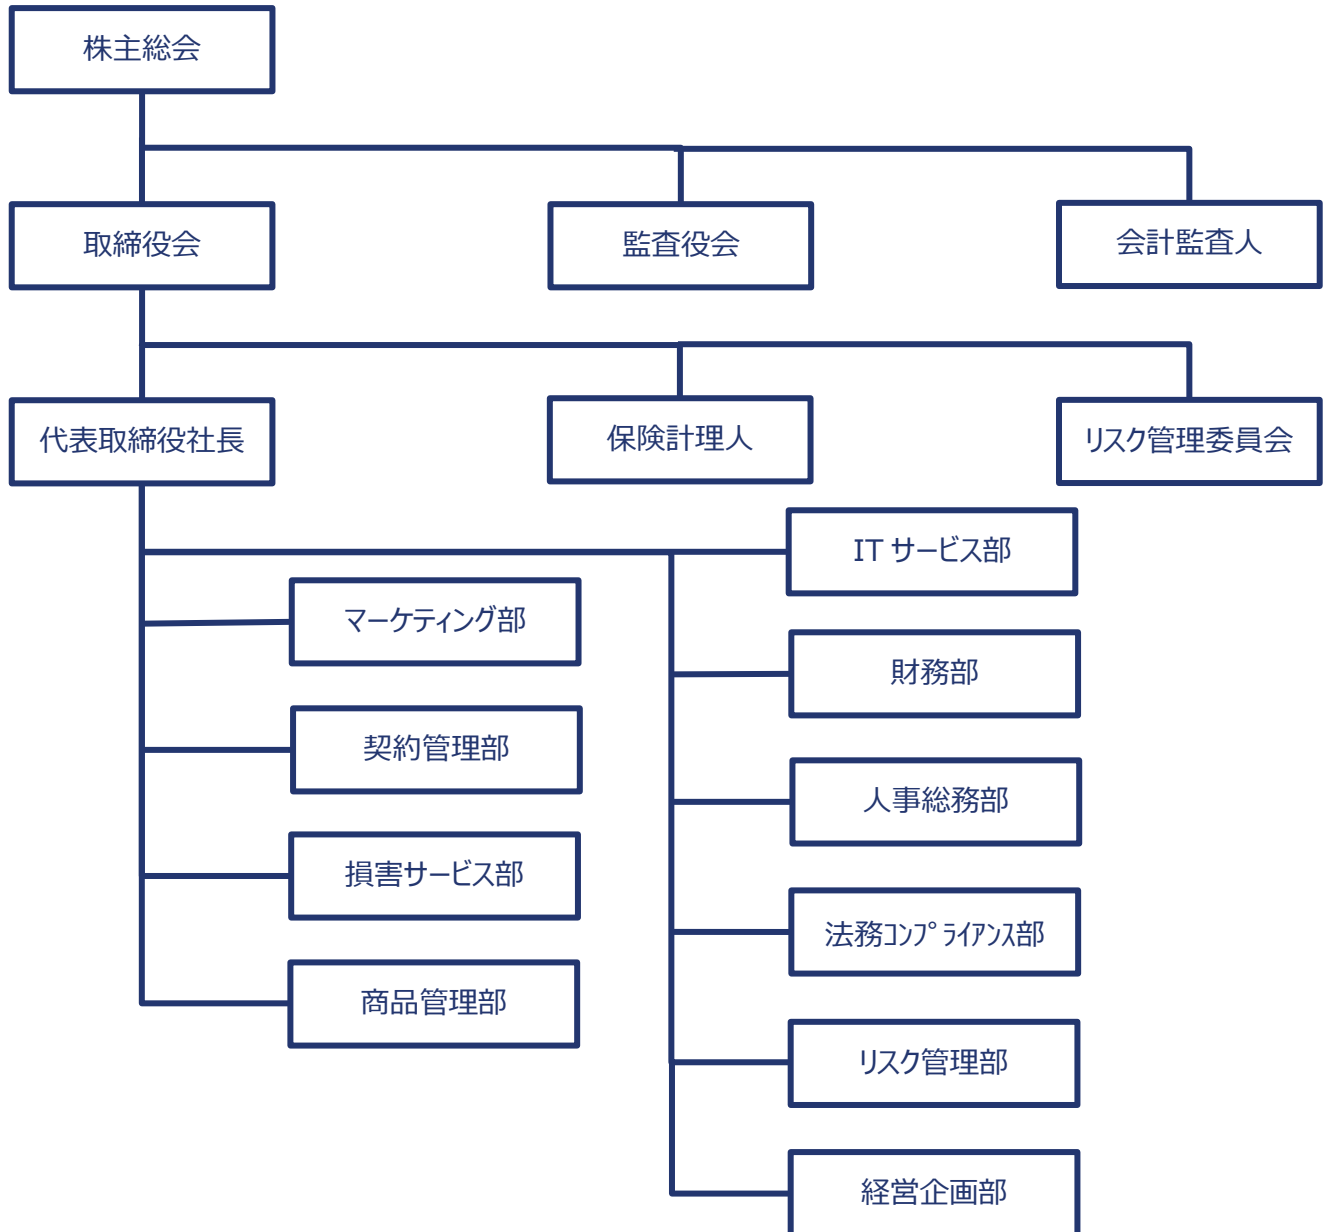 株主総会
取締役会
監査役会
会計監査人
代表取締役社長
保険計理人
リスク管理委員会
IT サービス部
マーケティング部
財務部
契約管理部
人事総務部
損害サービス部
法務ｺﾝﾌﾟﾗｲｱﾝｽ部
商品管理部
リスク管理部
経営企画部